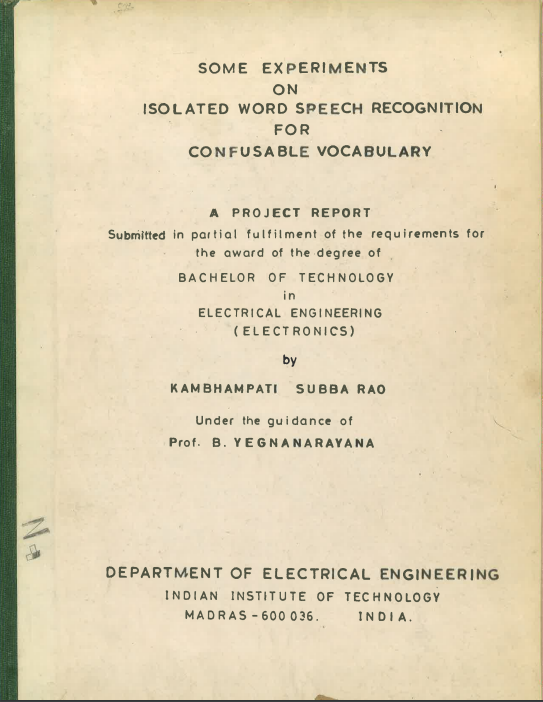 SOME EXPERIMENTS
ON
ISOLATED WORD SPEECH RECOGNITION
FOR
CONFUSABLE VOCABULARY
A PROJECT REPORT
Submitted in partial fulfilment of the requirements for
the award of the degree of
BACHELOR OF TECHNOLOGY
in
ELECTRICAL ENGINEERING
(ELECTRONICS)
by
KAMBHAMPATI SUBBA RAO
Under the guidance of
Prof. B. YEGNANARAYANA
DEPARTMENT OF ELECTRICAL ENGINEERING
INDIAN INSTITUTE OF TECHNOLOGY
MADRAS-600 036. INDIA.